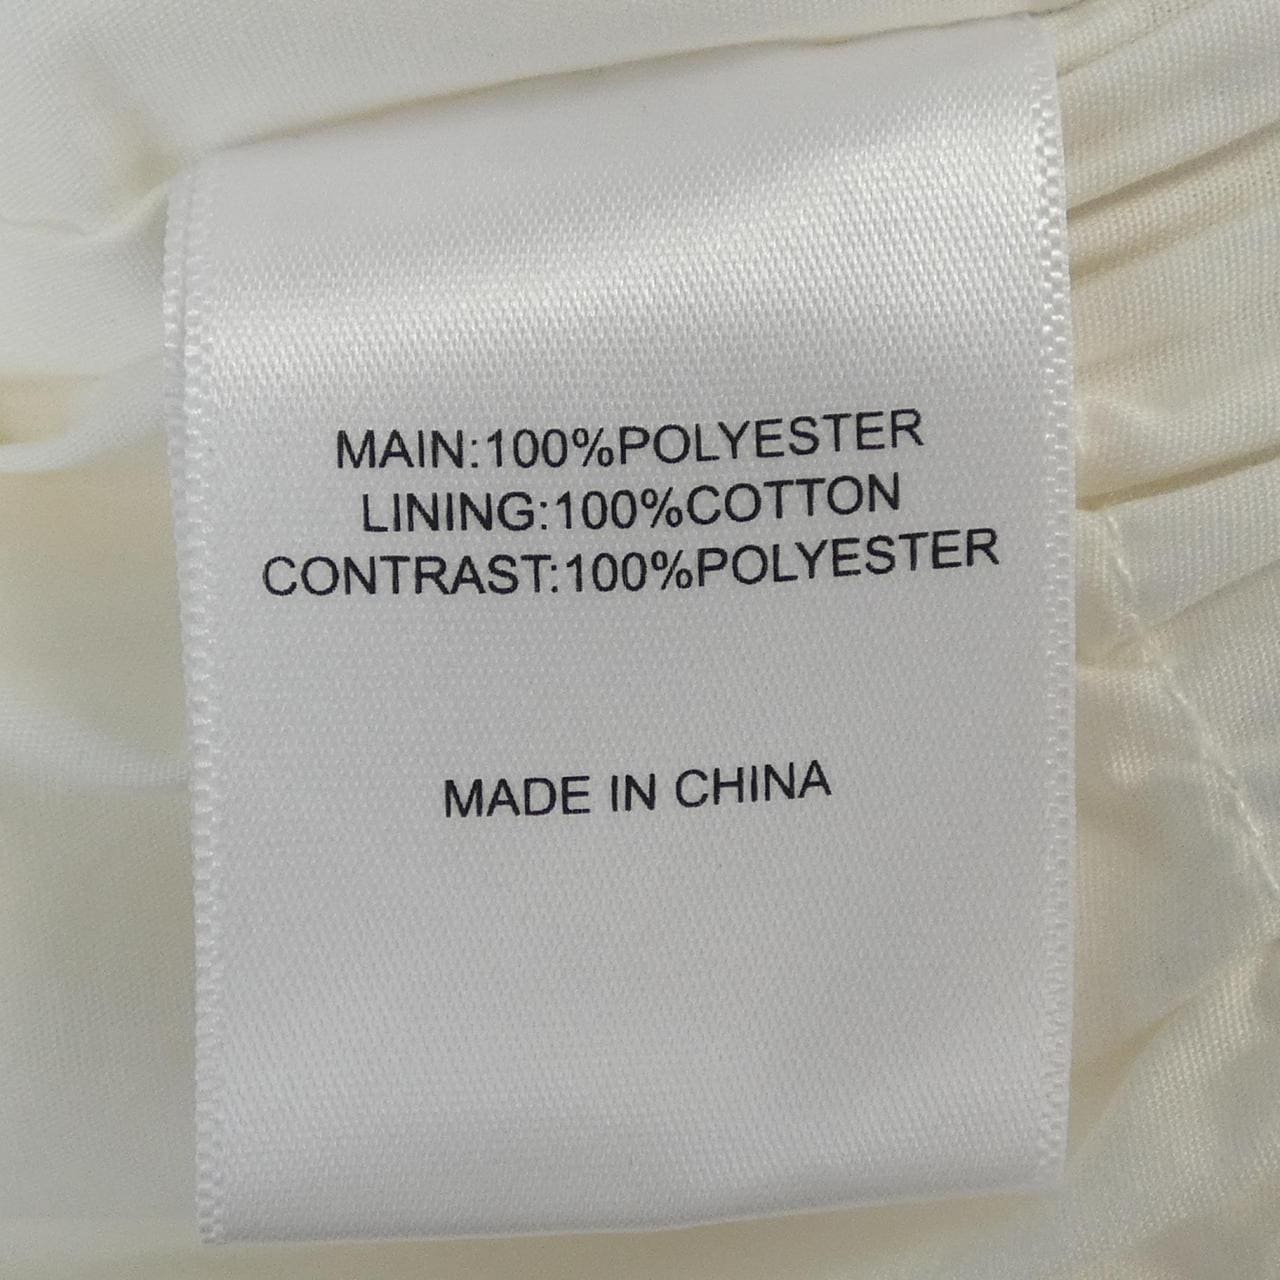 MAIN:100%POLYESTER
LINING:100%COTTON
CONTRAST:100%POLYESTER
MADE IN CHINA